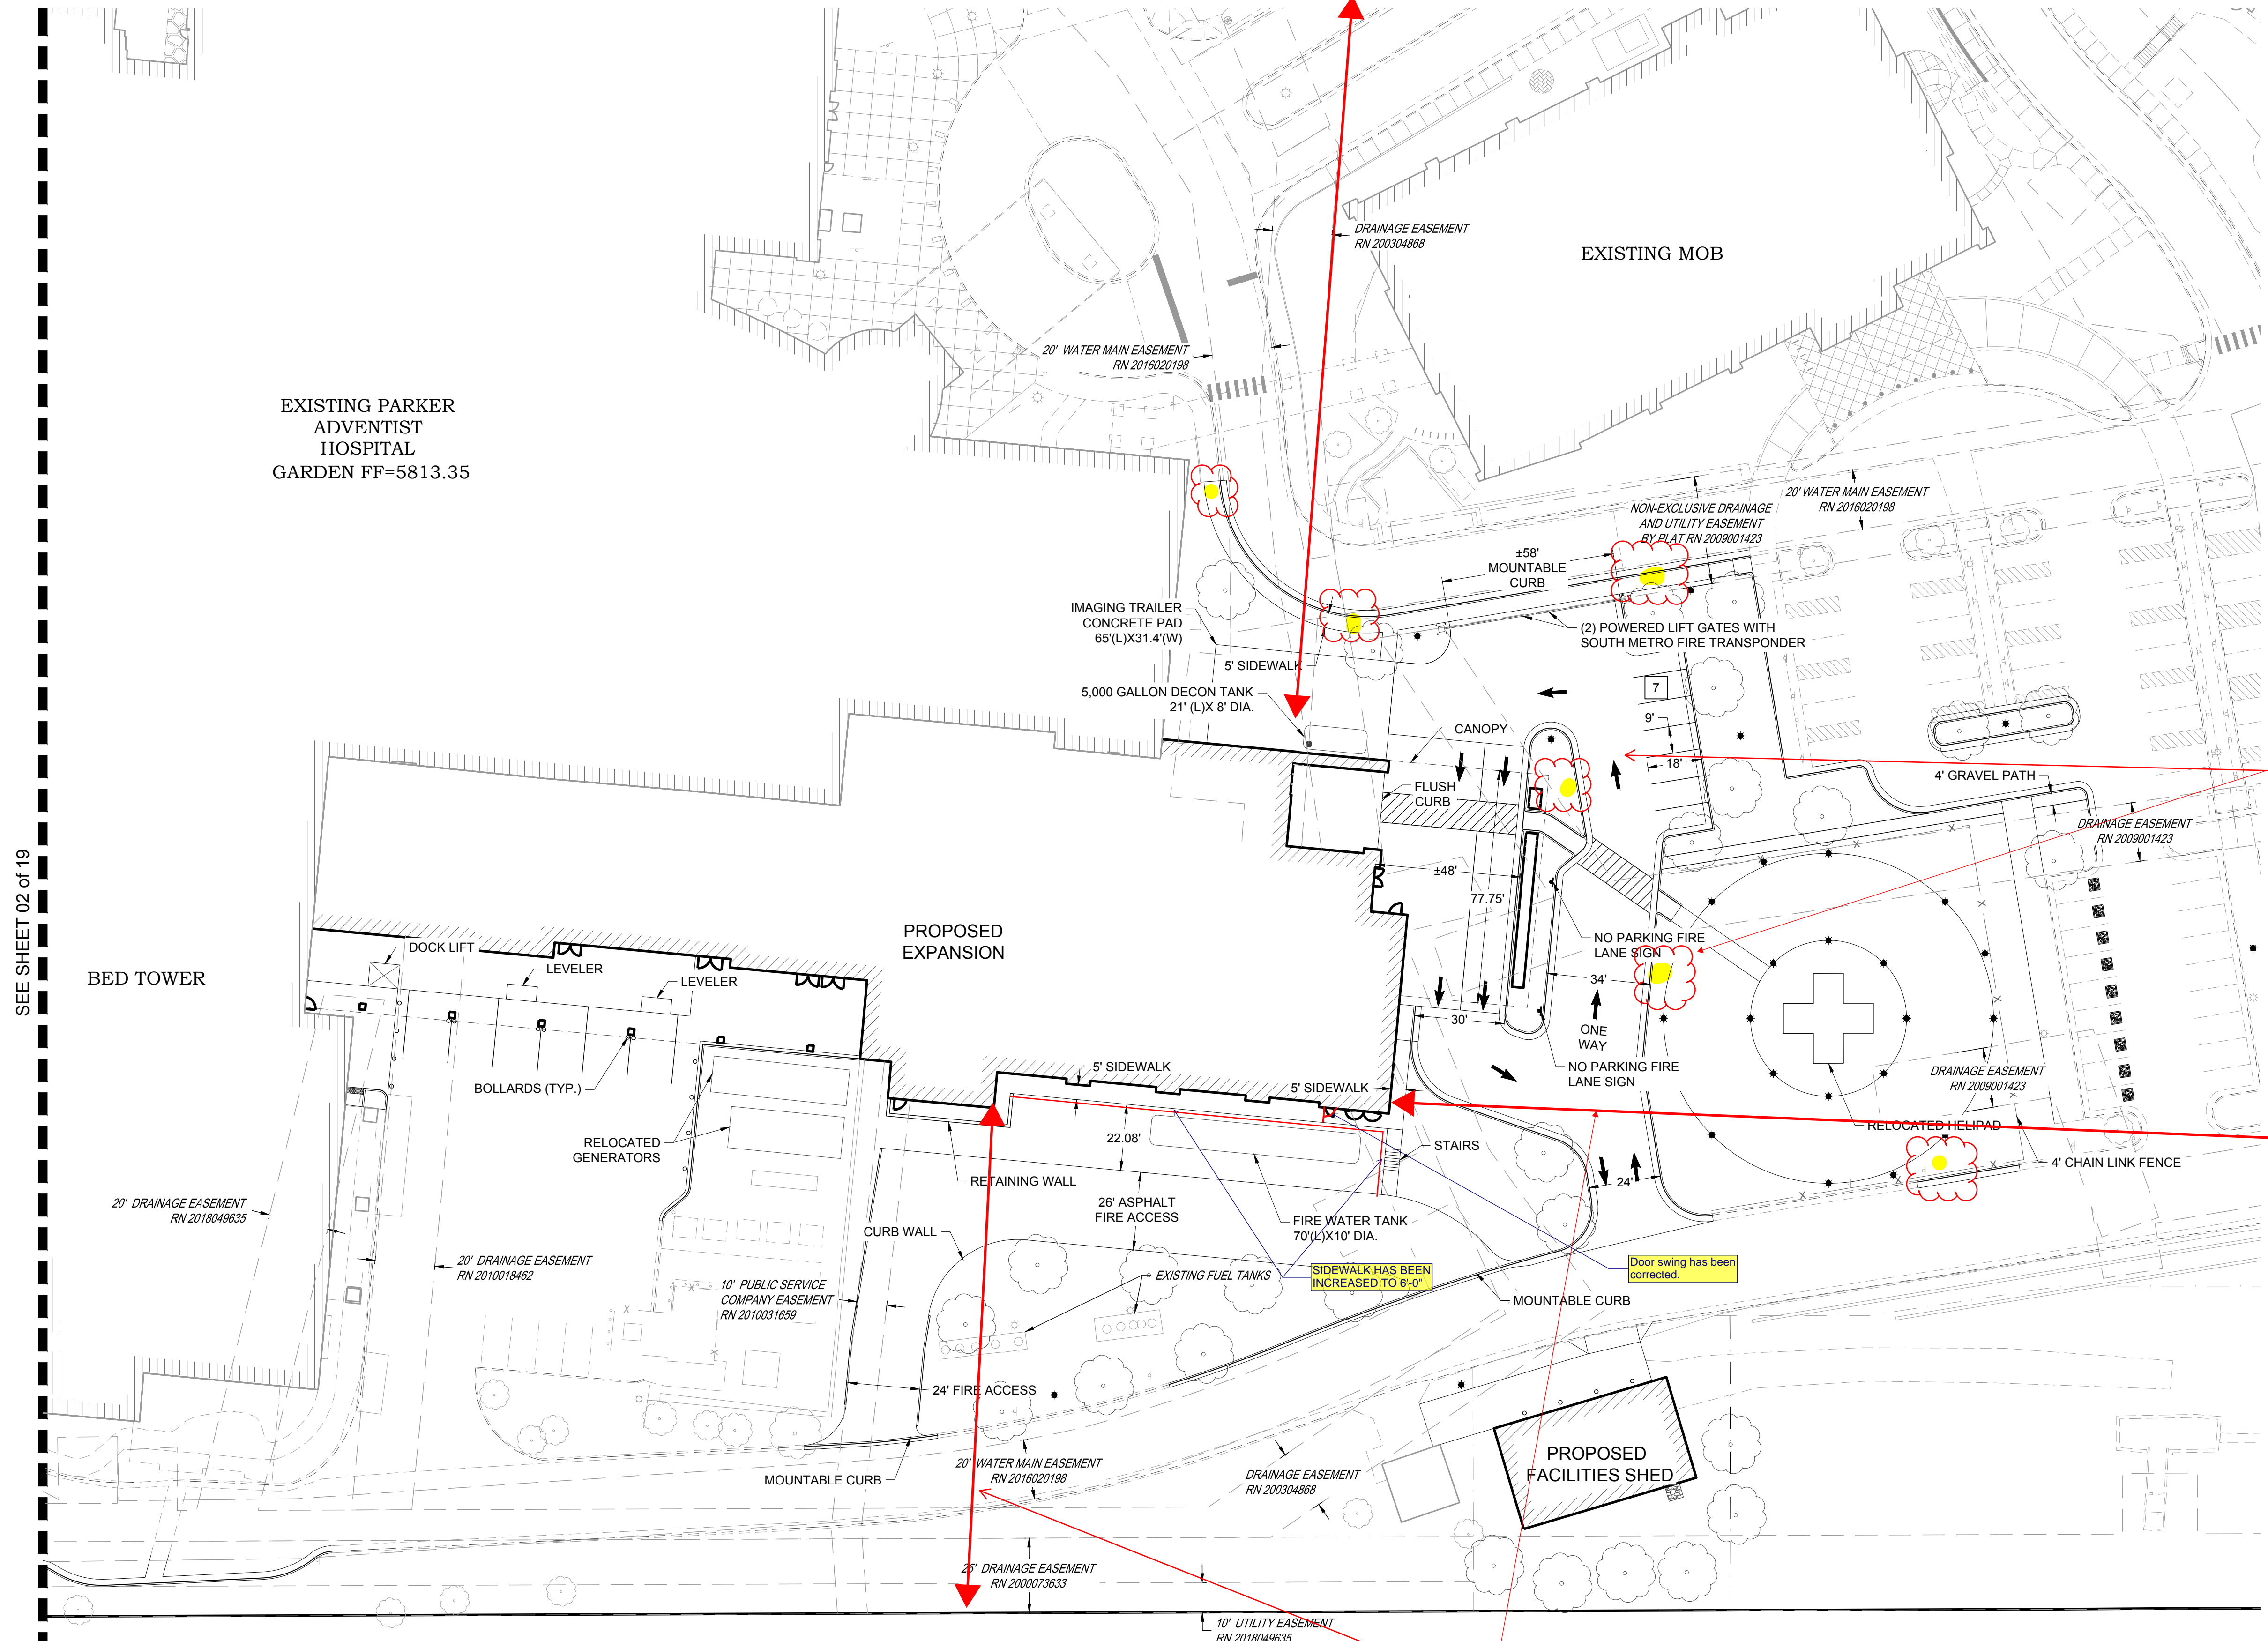 DRAINAGE EASEMENT
RN 200304868
EXISTING MOB
20' WATER MAIN EASEMENT
RN 2016020198
EXISTING PARKER
ADVENTIST
HOSPITAL
GARDEN FF=5813.35
20' WATER MAIN EASEMENT
RN 2016020198
NON-EXCLUSIVE DRAINAGE
AND UTILITY EASEMENT
BY PLAT RN 2009001423
±58'
MOUNTABLE
CURB
IMAGING TRAILER
CONCRETE PAD
65'(L)X31.4'(W)
(2) POWERED LIFT GATES WITH
SOUTH METRO FIRE TRANSPONDER
5' SIDEWALK
5,000 GALLON DECON TANK
21' (L)X 8' DIA.
7
9'
18'
CANOPY
FLUSH
CURB
4' GRAVEL PATH
DRAINAGE EASEMENT
RN 2009001423
±48'
77.75'
SEE SHEET 02 of 19
BED TOWER
PROPOSED
EXPANSION
DOCK LIFT
LEVELER
LEVELER
NO PARKING FIRE
LANE SIGN
34'
30'
ONE
WAY
NO PARKING FIRE
LANE SIGN
BOLLARDS (TYP.)
5' SIDEWALK
5' SIDEWALK
DRAINAGE EASEMENT
RN 2009001423
RELOCATED HELIPAD
RELOCATED
GENERATORS
22.08'
STAIRS
4' CHAIN LINK FENCE
RETAINING WALL
24'
20' DRAINAGE EASEMENT
RN 2018049635
26' ASPHALT
FIRE ACCESS
FIRE WATER TANK
70'(L)X10' DIA.
CURB WALL
20' DRAINAGE EASEMENT
RN 2010018462
10' PUBLIC SERVICE
COMPANY EASEMENT
RN 2010031659
EXISTING FUEL TANKS
SIDEWALK HAS BEEN
INCREASED TO 6'-0"
Door swing has been
corrected.
MOUNTABLE CURB
24' FIRE ACCESS
MOUNTABLE CURB
20' WATER MAIN EASEMENT
RN 2016020198
DRAINAGE EASEMENT
RN 200304868
PROPOSED
FACILITIES SHED
25' DRAINAGE EASEMENT
RN 2000073633
10' UTILITY EASEMENT
RN 2018049635